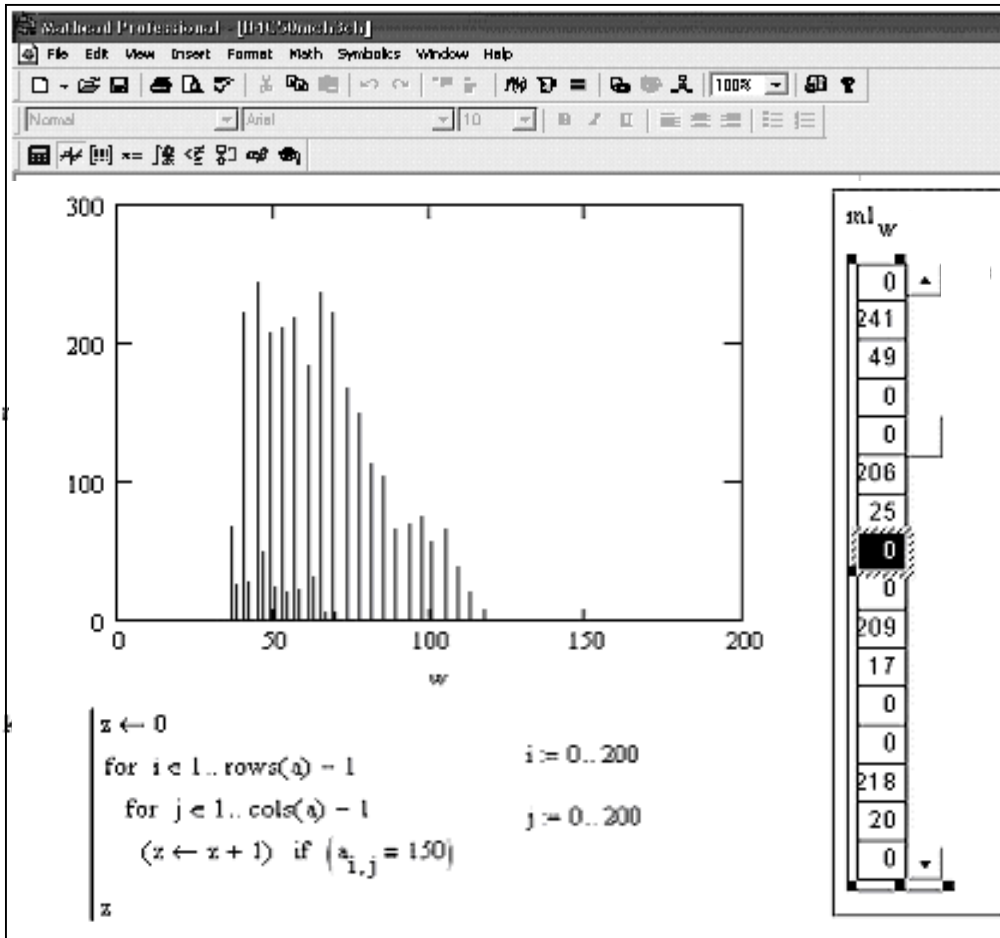 Mathcad Professional - [
File Edit View Insert Format Math Symbolics Window Help
100%
Normal Arial 10
300
200
100
0
0 50 100 150 200
w
z ← 0
for i ∈ 1 .. rows(a) − 1
for j ∈ 1 .. cols(a) − 1
(z ← z + 1) if (a i,j = 150)
z
i := 0 .. 200
j := 0 .. 200
ml w
0
241
49
0
0
206
25
0
0
209
17
0
0
218
20
0